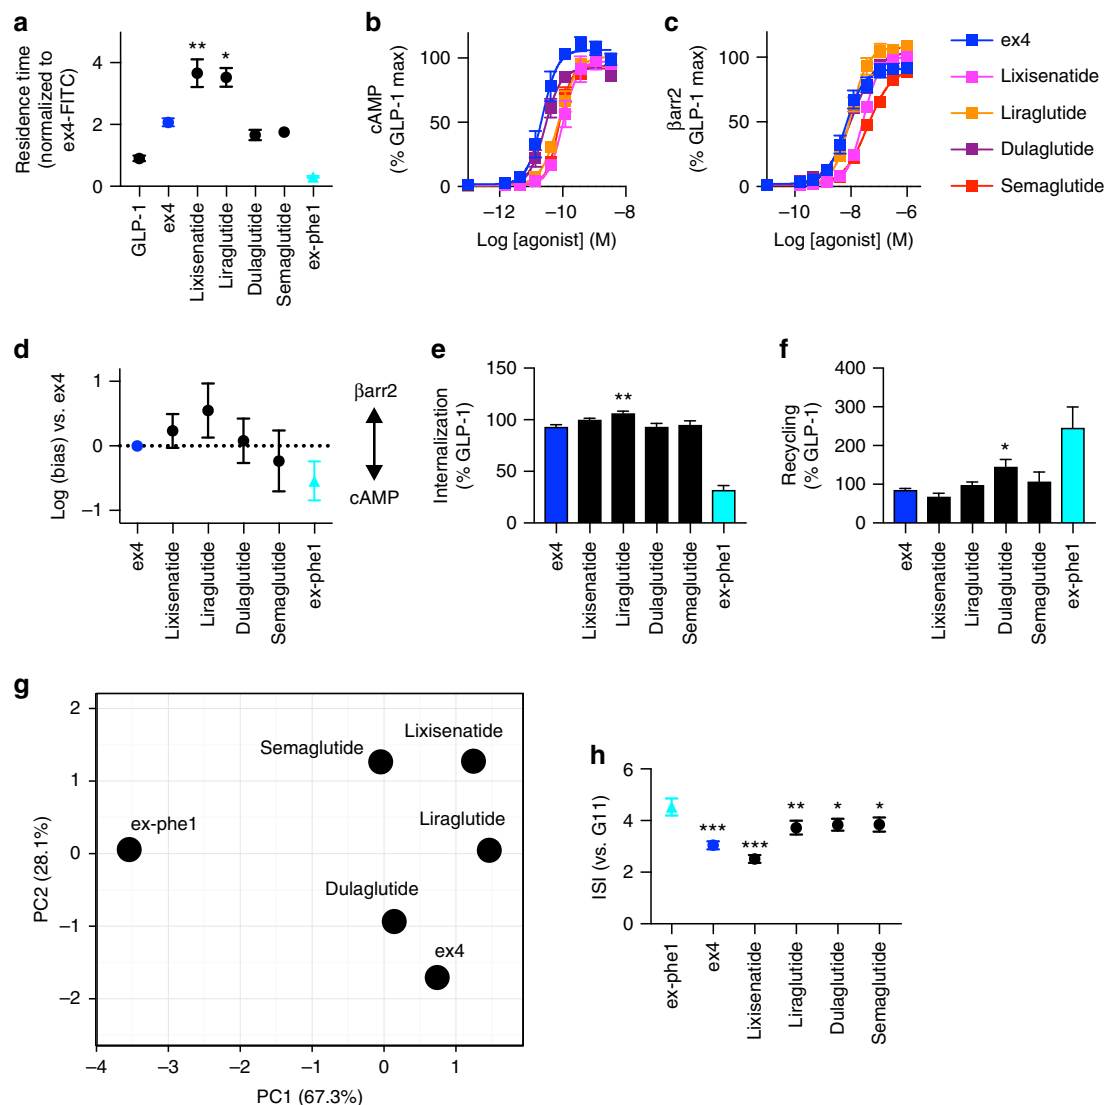 a
Residence time
(normalized to
ex4-FITC)
4
2
0
**
*
GLP-1
ex4
Lixisenatide
Liraglutide
Dulaglutide
Semaglutide
ex-phe1
b
cAMP
(% GLP-1 max)
100
50
0
−12
−10
−8
Log [agonist] (M)
c
βarr2
(% GLP-1 max)
100
50
0
−10
−8
−6
Log [agonist] (M)
ex4
Lixisenatide
Liraglutide
Dulaglutide
Semaglutide
d
Log (bias) vs. ex4
1
0
−1
βarr2
cAMP
ex4
Lixisenatide
Liraglutide
Dulaglutide
Semaglutide
ex-phe1
e
Internalization
(% GLP-1)
150
100
50
0
**
ex4
Lixisenatide
Liraglutide
Dulaglutide
Semaglutide
ex-phe1
f
Recycling
(% GLP-1)
400
300
200
100
0
*
ex4
Lixisenatide
Liraglutide
Dulaglutide
Semaglutide
ex-phe1
g
PC2 (28.1%)
2
1
0
−1
−2
Lixisenatide
Semaglutide
Liraglutide
ex-phe1
Dulaglutide
ex4
−4
−3
−2
−1
0
1
PC1 (67.3%)
h
ISI (vs. G11)
6
4
2
0
***
***
**
*
*
ex-phe1
ex4
Lixisenatide
Liraglutide
Dulaglutide
Semaglutide